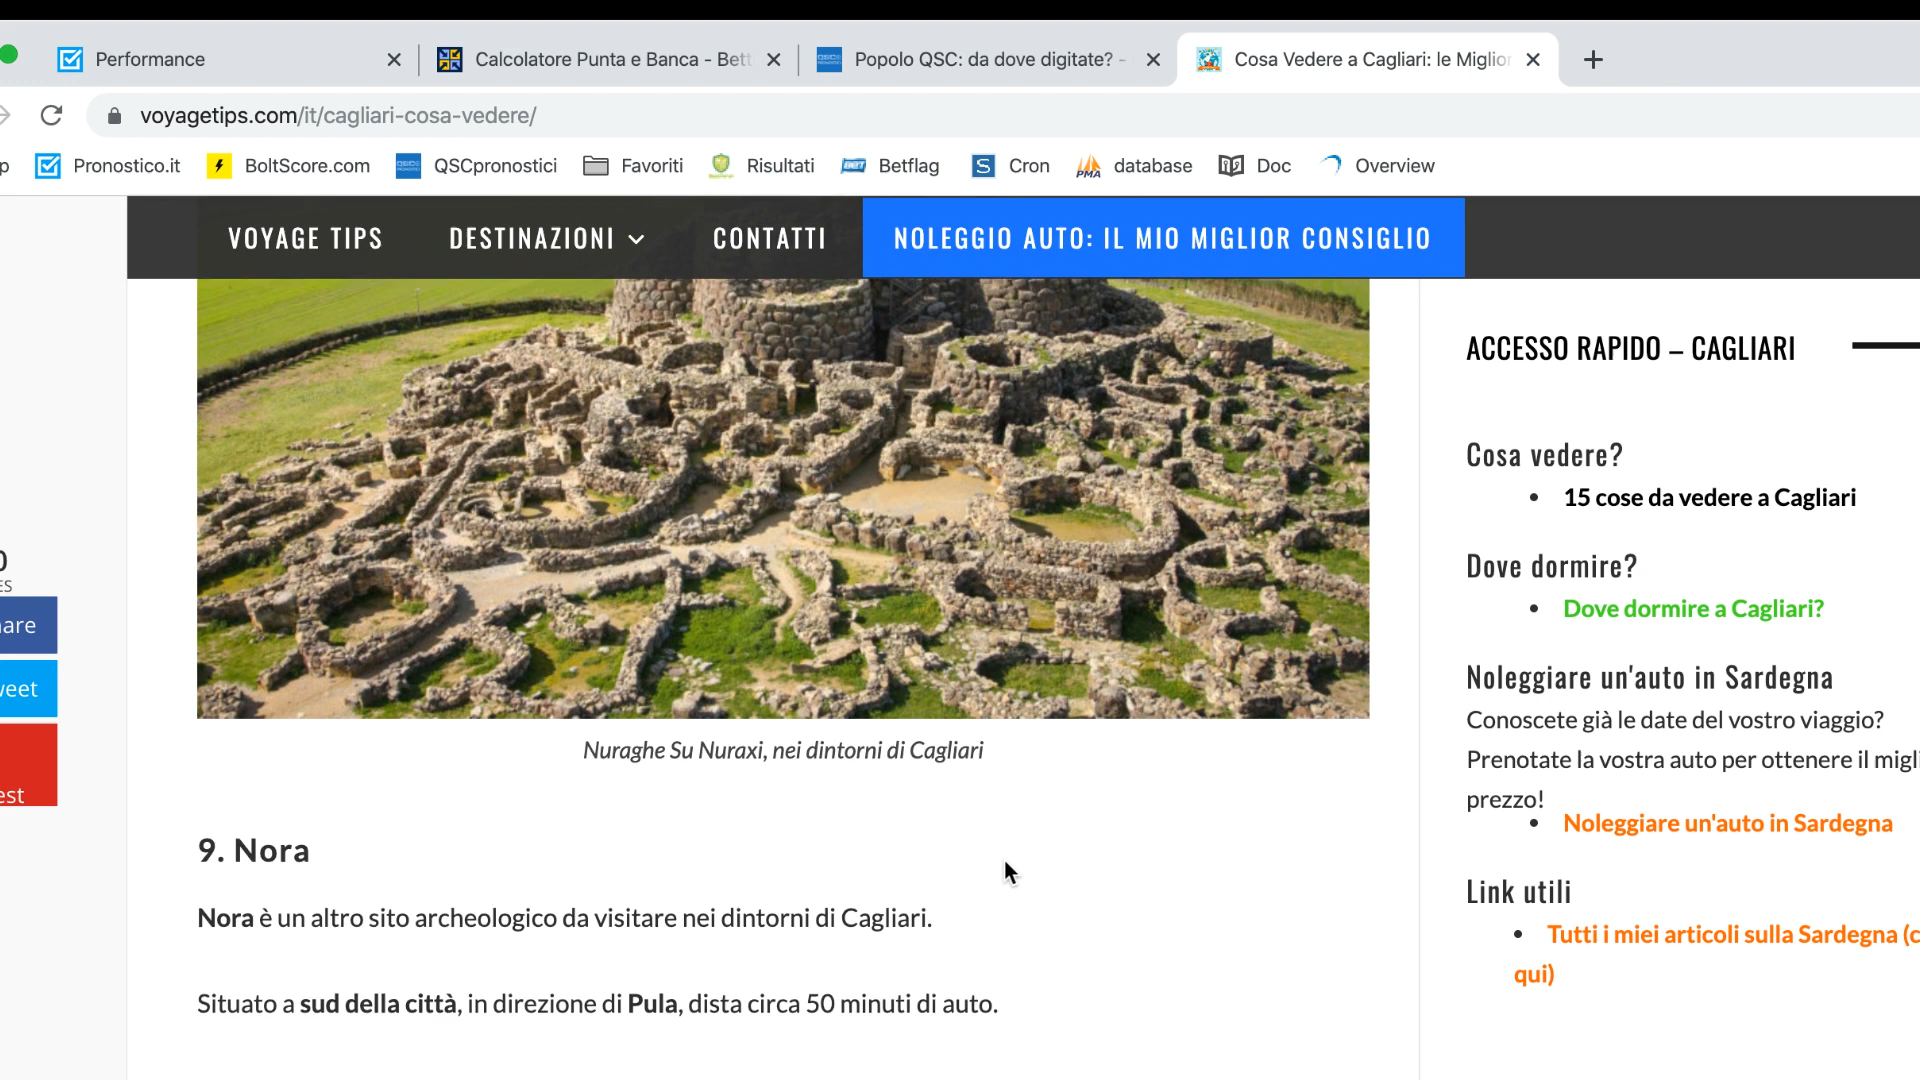 Performance
Calcolatore Punta e Banca - Bett
Popolo QSC: da dove digitate? -
Cosa Vedere a Cagliari: le Miglior
voyagetips.com/it/cagliari-cosa-vedere/
p
Pronostico.it
BoltScore.com
QSCpronostici
Favoriti
Risultati
Betflag
Cron
database
Doc
Overview
VOYAGE TIPS
DESTINAZIONI
CONTATTI
NOLEGGIO AUTO: IL MIO MIGLIOR CONSIGLIO
0
ES
are
weet
est
Nuraghe Su Nuraxi, nei dintorni di Cagliari
9. Nora
Nora è un altro sito archeologico da visitare nei dintorni di Cagliari.
Situato a sud della città, in direzione di Pula, dista circa 50 minuti di auto.
ACCESSO RAPIDO – CAGLIARI
Cosa vedere?
• 15 cose da vedere a Cagliari
Dove dormire?
• Dove dormire a Cagliari?
Noleggiare un'auto in Sardegna
Conoscete già le date del vostro viaggio?
Prenotate la vostra auto per ottenere il migli
prezzo!
• Noleggiare un'auto in Sardegna
Link utili
• Tutti i miei articoli sulla Sardegna (c
qui)